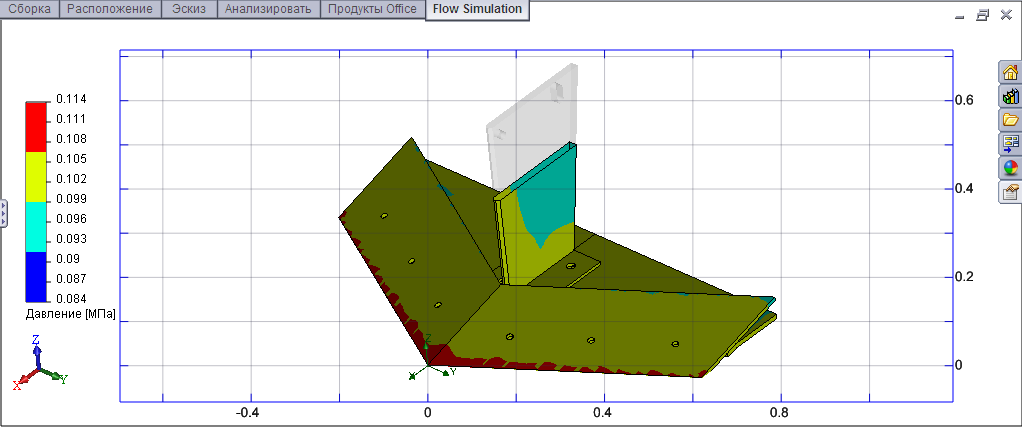 Сборка Расположение Эскиз Анализировать Продукты Office Flow Simulation
0.114
0.111
0.108
0.105
0.102
0.099
0.096
0.093
0.09
0.087
0.084
Давление [МПа]
0.6
0.4
0.2
0
-0.4
0
0.4
0.8
Z
X
Y
Z
X
Y